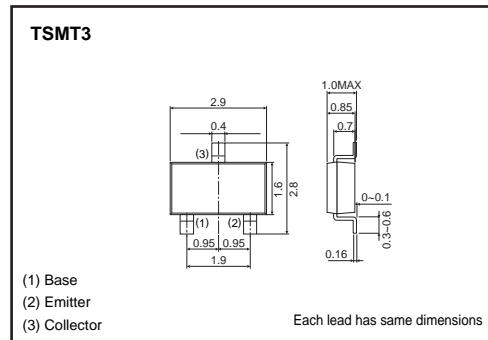 TSMT3
1.0MAX
2.9
0.85
0.4
0.7
(3)
1.6
2.8
0~0.1
(1)
(2)
0.3~0.6
0.95
0.95
0.16
1.9
(1) Base
(2) Emitter
(3) Collector
Each lead has same dimensions